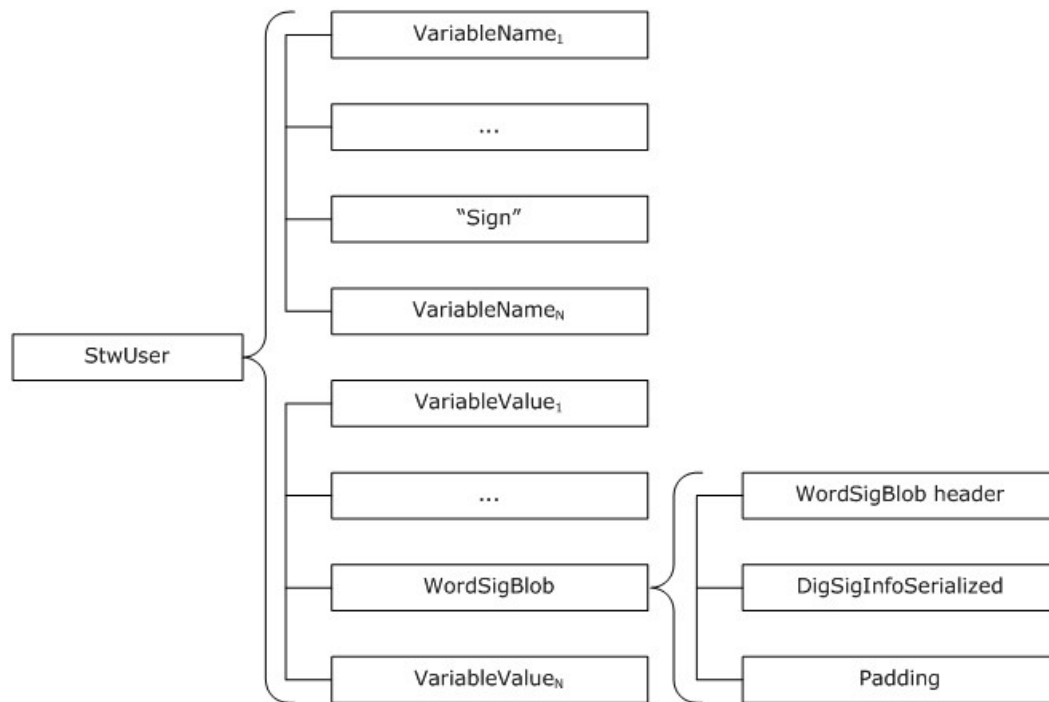 VariableName₁
...
“Sign”
VariableNameN
StwUser
VariableValue₁
...
WordSigBlob header
WordSigBlob
DigSigInfoSerialized
VariableValueN
Padding